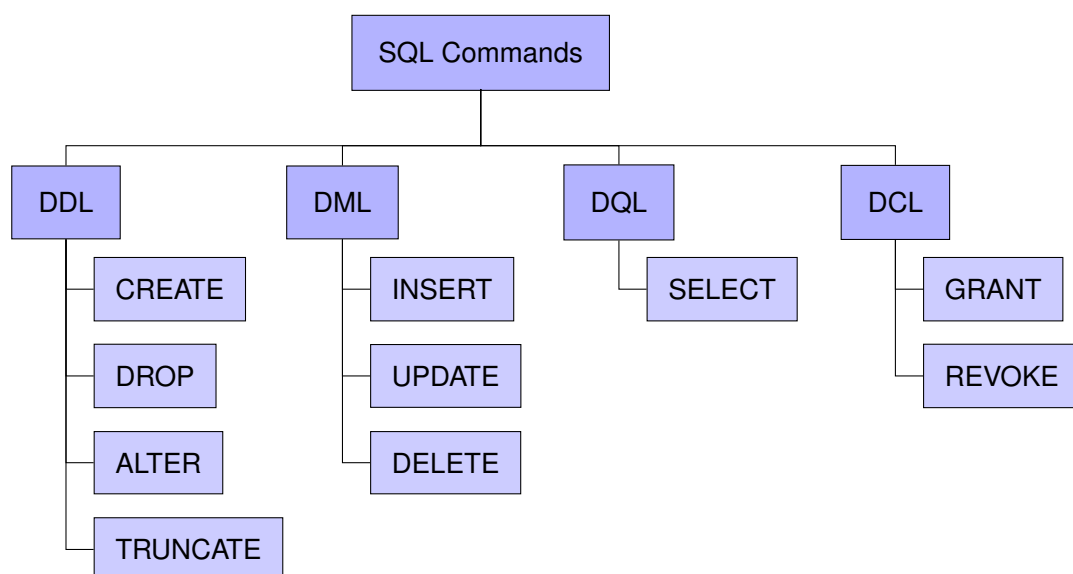 SQL Commands
DDL
DML
DQL
DCL
CREATE
INSERT
SELECT
GRANT
DROP
UPDATE
REVOKE
ALTER
DELETE
TRUNCATE